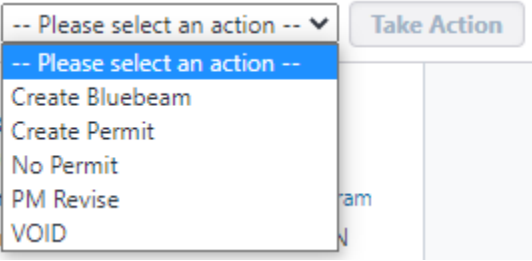 -- Please select an action -- Take Action
-- Please select an action --
Create Bluebeam
Create Permit
No Permit
PM Revise
VOID